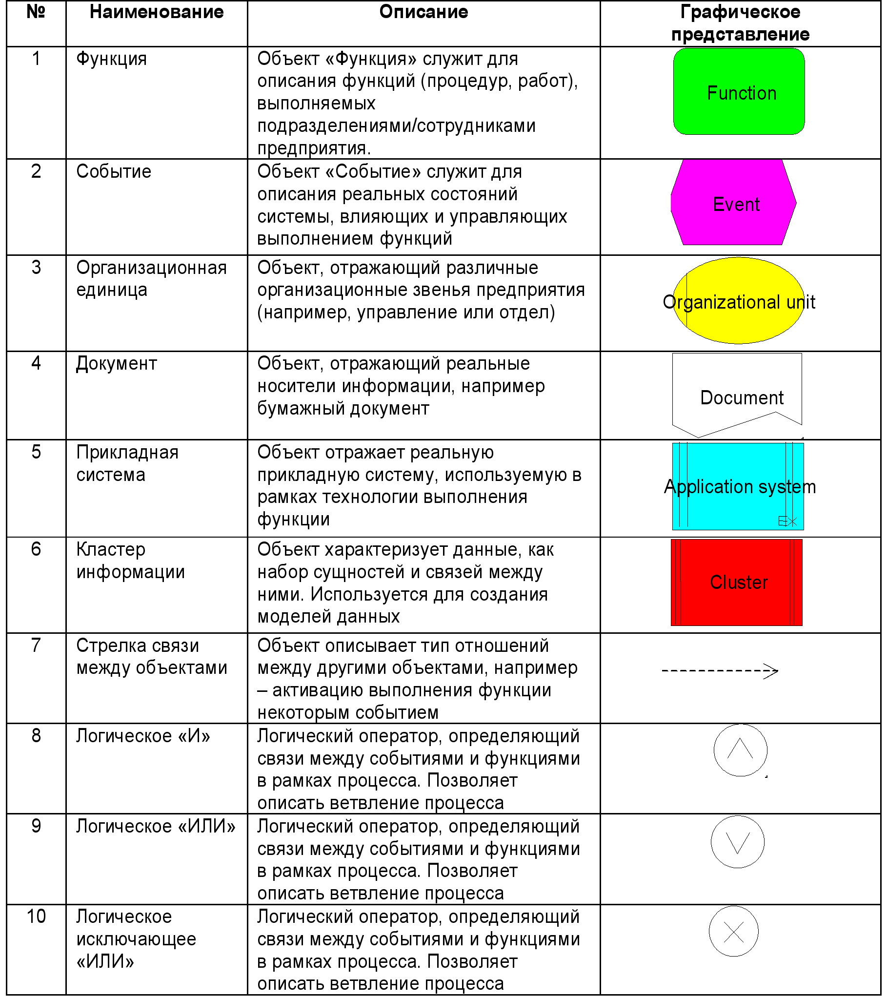 № Наименование Описание Графическое
представление
1 Функция Объект «Функция» служит для
описания функций (процедур, работ),
выполняемых
подразделениями/сотрудниками
предприятия.
Function
2 Событие Объект «Событие» служит для
описания реальных состояний
системы, влияющих и управляющих
выполнением функций
Event
3 Организационная
единица
Объект, отражающий различные
организационные звенья предприятия
(например, управление или отдел)
Organizational unit
4 Документ Объект, отражающий реальные
носители информации, например
бумажный документ
Document
5 Прикладная
система
Объект отражает реальную
прикладную систему, используемую в
рамках технологии выполнения
функции
Application system
EX
6 Кластер
информации
Объект характеризует данные, как
набор сущностей и связей между
ними. Используется для создания
моделей данных
Cluster
7 Стрелка связи
между объектами
Объект описывает тип отношений
между другими объектами, например
– активацию выполнения функции
некоторым событием
8 Логическое «И» Логический оператор, определяющий
связи между событиями и функциями
в рамках процесса. Позволяет
описать ветвление процесса
9 Логическое «ИЛИ» Логический оператор, определяющий
связи между событиями и функциями
в рамках процесса. Позволяет
описать ветвление процесса
10 Логическое
исключающее
«ИЛИ»
Логический оператор, определяющий
связи между событиями и функциями
в рамках процесса. Позволяет
описать ветвление процесса